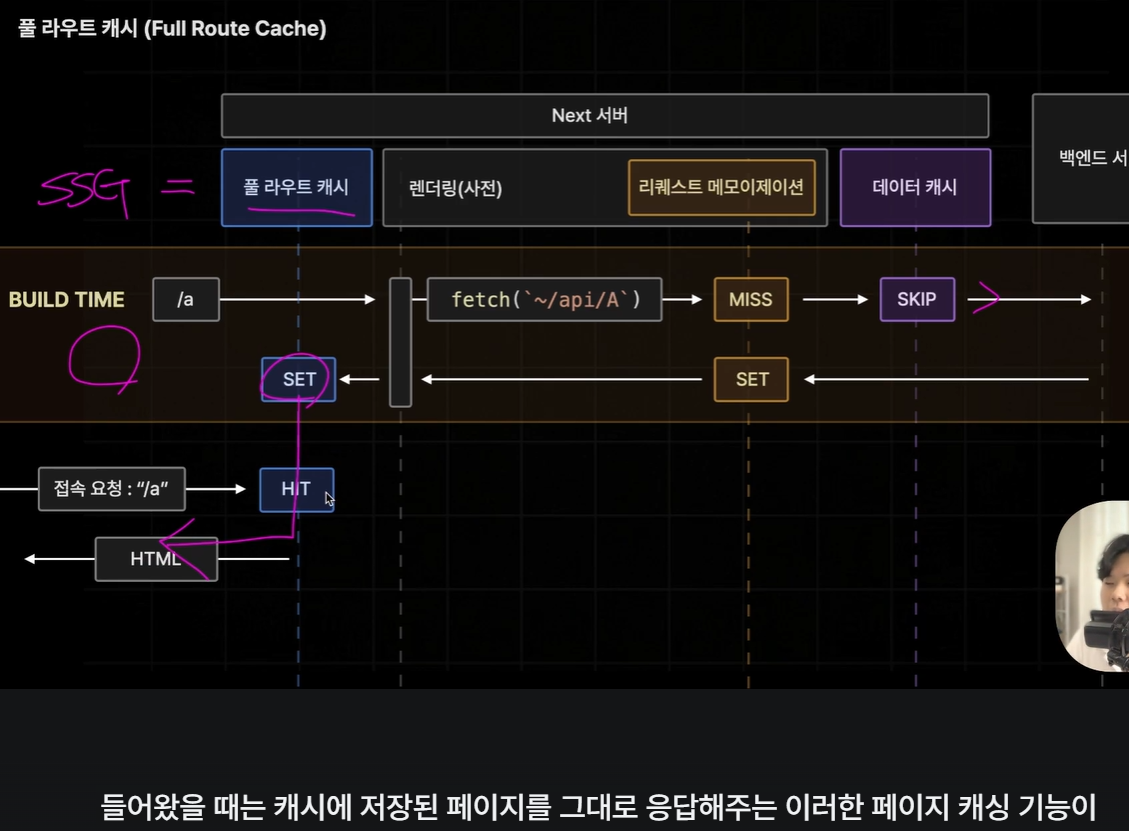 풀 라우트 캐시 (Full Route Cache)
Next 서버
백엔드 서
SSG =
풀 라우트 캐시
렌더링(사전)
리퀘스트 메모이제이션
데이터 캐시
BUILD TIME
/a
fetch(`~/api/A`)
MISS
SKIP
SET
SET
접속 요청 : “/a”
HIT
HTML
들어왔을 때는 캐시에 저장된 페이지를 그대로 응답해주는 이러한 페이지 캐싱 기능이